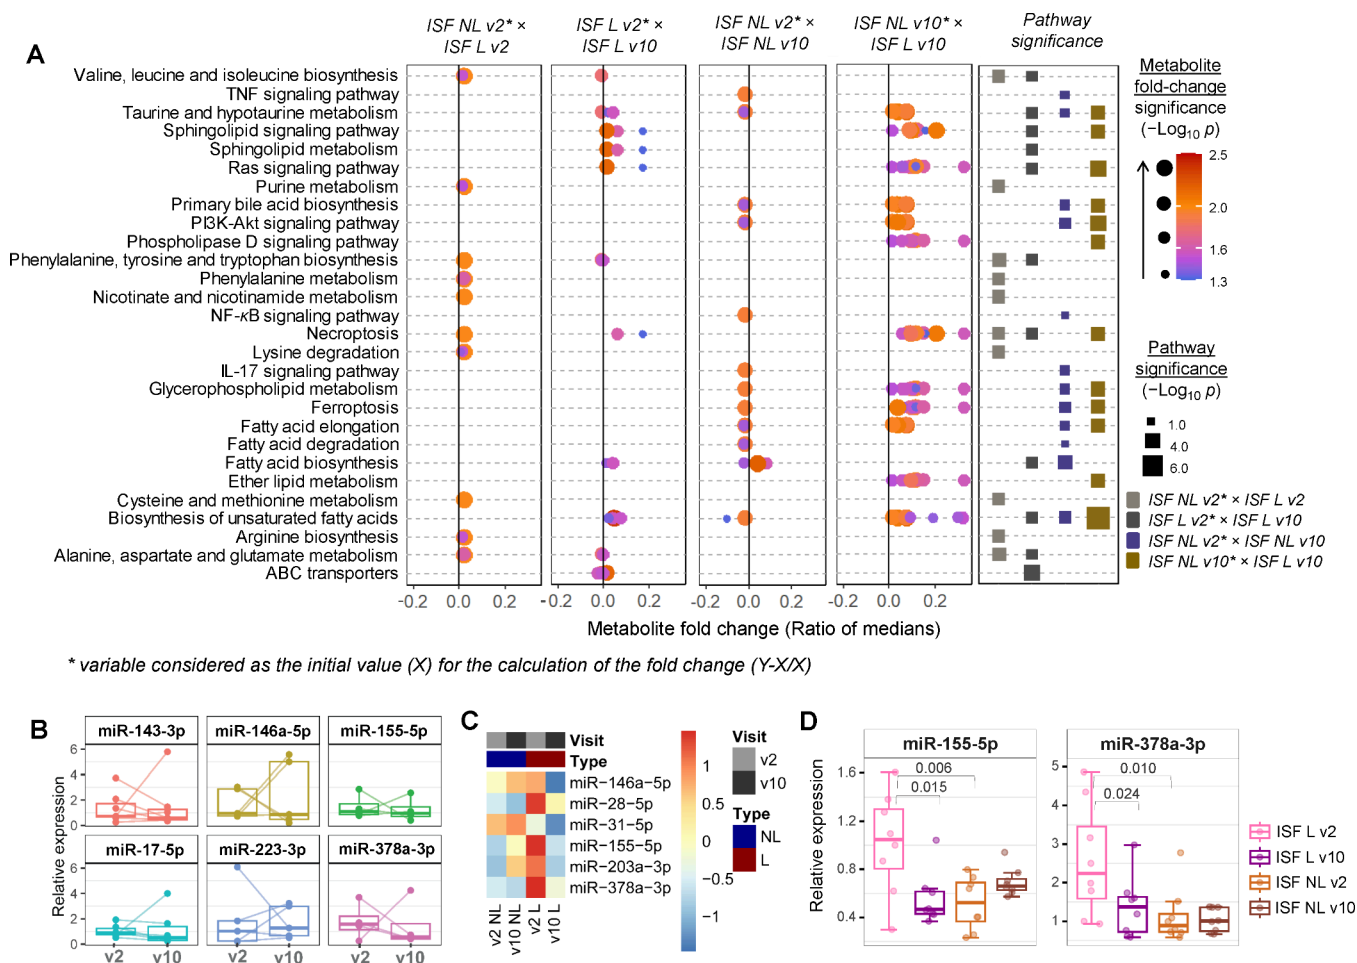 A
ISF NL v2* ×
ISF L v2
ISF L v2* ×
ISF L v10
ISF NL v2* ×
ISF NL v10
ISF NL v10* ×
ISF L v10
Pathway
significance
Valine, leucine and isoleucine biosynthesis
TNF signaling pathway
Taurine and hypotaurine metabolism
Sphingolipid signaling pathway
Sphingolipid metabolism
Ras signaling pathway
Purine metabolism
Primary bile acid biosynthesis
PI3K-Akt signaling pathway
Phospholipase D signaling pathway
Phenylalanine, tyrosine and tryptophan biosynthesis
Phenylalanine metabolism
Nicotinate and nicotinamide metabolism
NF-κB signaling pathway
Necroptosis
Lysine degradation
IL-17 signaling pathway
Glycerophospholipid metabolism
Ferroptosis
Fatty acid elongation
Fatty acid degradation
Fatty acid biosynthesis
Ether lipid metabolism
Cysteine and methionine metabolism
Biosynthesis of unsaturated fatty acids
Arginine biosynthesis
Alanine, aspartate and glutamate metabolism
ABC transporters
-0.2 0.0 0.2
-0.2 0.0 0.2
-0.2 0.0 0.2
-0.2 0.0 0.2
Metabolite fold change (Ratio of medians)
Metabolite
fold-change
significance
(−Log10 p)
2.5
2.0
1.6
1.3
Pathway
significance
(−Log10 p)
1.0
4.0
6.0
ISF NL v2* × ISF L v2
ISF L v2* × ISF L v10
ISF NL v2* × ISF NL v10
ISF NL v10* × ISF L v10
* variable considered as the initial value (X) for the calculation of the fold change (Y-X/X)
B
miR-143-3p
miR-146a-5p
miR-155-5p
miR-17-5p
miR-223-3p
miR-378a-3p
Relative expression
6
4
2
0
6
4
2
0
v2 v10
v2 v10
v2 v10
C
Visit
Type
miR−146a−5p
miR−28−5p
miR−31−5p
miR−155−5p
miR−203a−3p
miR−378a−3p
v2 NL
v10 NL
v2 L
v10 L
1
0.5
0
−0.5
−1
Visit
v2
v10
Type
NL
L
D
miR-155-5p
Relative expression
1.6
1.2
0.8
0.4
0.006
0.015
miR-378a-3p
5
4
3
2
1
0.010
0.024
ISF L v2
ISF L v10
ISF NL v2
ISF NL v10